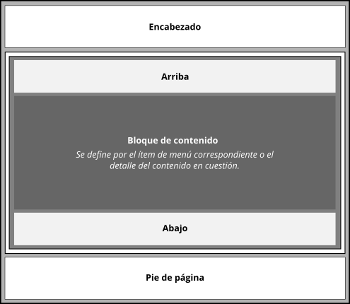 Encabezado
Arriba
Bloque de contenido
Se define por el ítem de menú correspondiente o el
detalle del contenido en cuestión.
Abajo
Pie de página